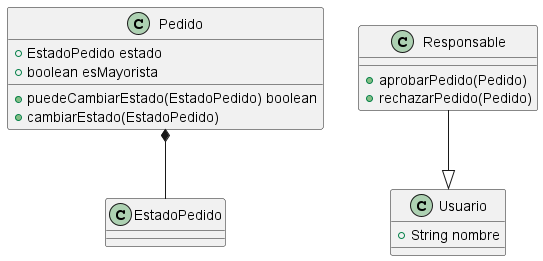 C Pedido
EstadoPedido estado
boolean esMayorista
puedeCambiarEstado(EstadoPedido) boolean
cambiarEstado(EstadoPedido)
C Responsable
aprobarPedido(Pedido)
rechazarPedido(Pedido)
C EstadoPedido
C Usuario
String nombre